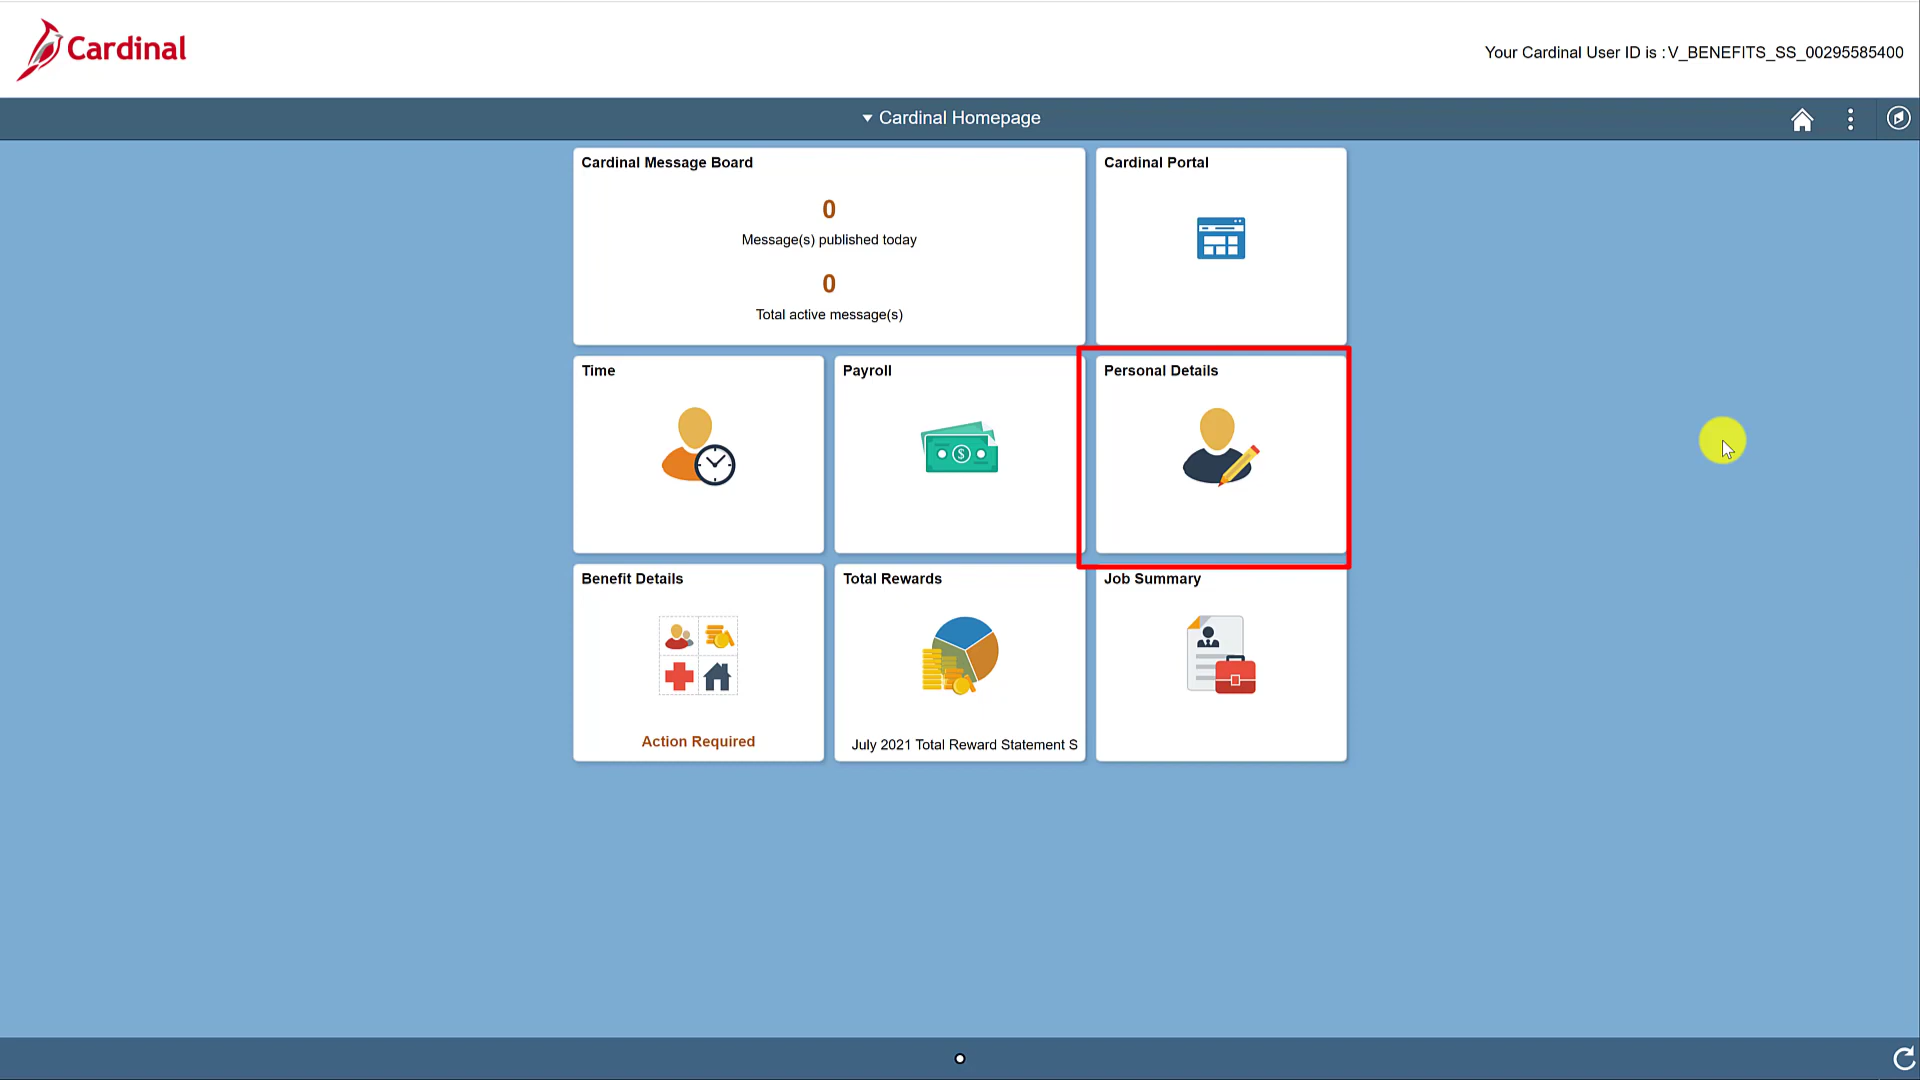 Cardinal
Your Cardinal User ID is : V_BENEFITS_SS_00295585400
Cardinal Homepage
Cardinal Message Board
0
Message(s) published today
0
Total active message(s)
Cardinal Portal
Time
Payroll
$
Personal Details
Benefit Details
Action Required
Total Rewards
July 2021 Total Reward Statement S
Job Summary